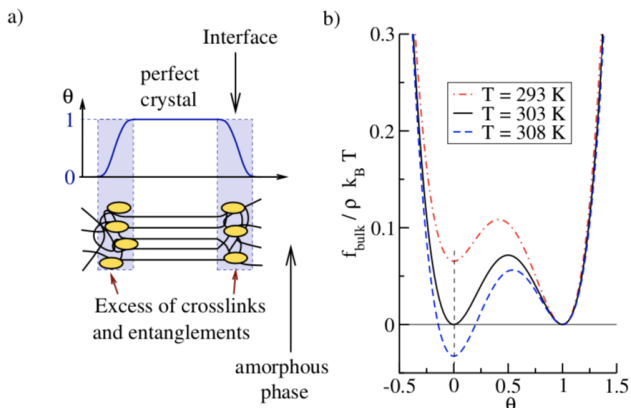 a)
Interface
perfect
crystal
θ
1
0
Excess of crosslinks
and entanglements
amorphous
phase
b)
f_bulk / ρ k_B T
0.3
0.2
0.1
0
T = 293 K
T = 303 K
T = 308 K
-0.5 0 0.5 1 1.5
θ